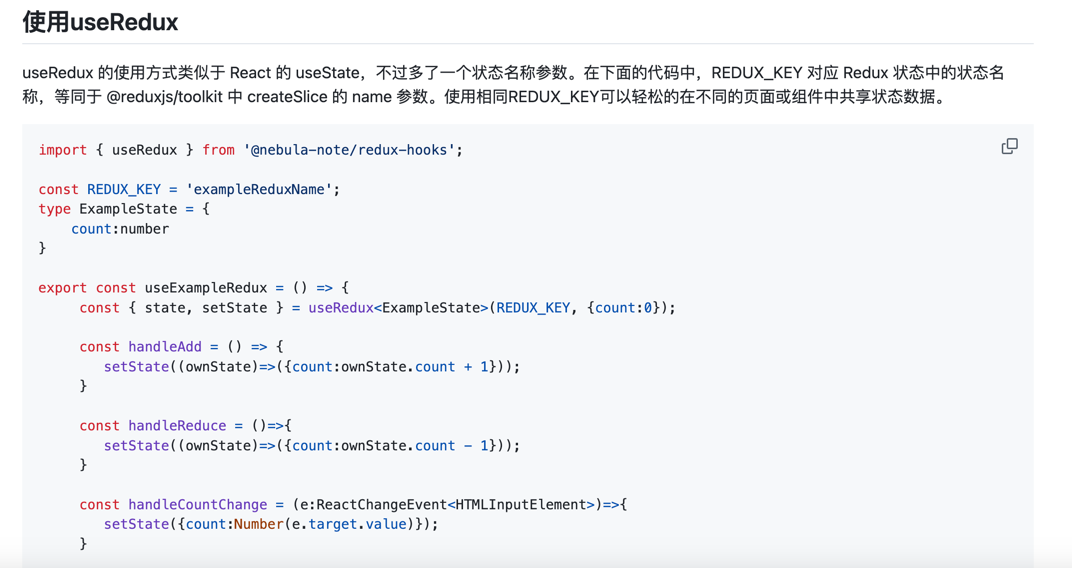 使用useRedux
useRedux 的使用方式类似于 React 的 useState，不过多了一个状态名称参数。在下面的代码中，REDUX_KEY 对应 Redux 状态中的状态名
称，等同于 @reduxjs/toolkit 中 createSlice 的 name 参数。使用相同REDUX_KEY可以轻松的在不同的页面或组件中共享状态数据。
import { useRedux } from '@nebula-note/redux-hooks';
const REDUX_KEY = 'exampleReduxName';
type ExampleState = {
    count:number
}
export const useExampleRedux = () => {
     const { state, setState } = useRedux<ExampleState>(REDUX_KEY, {count:0});
     const handleAdd = () => {
        setState((ownState)=>({count:ownState.count + 1}));
     }
     const handleReduce = ()=>{
        setState((ownState)=>({count:ownState.count - 1}));
     }
     const handleCountChange = (e:ReactChangeEvent<HTMLInputElement>)=>{
        setState({count:Number(e.target.value)});
     }